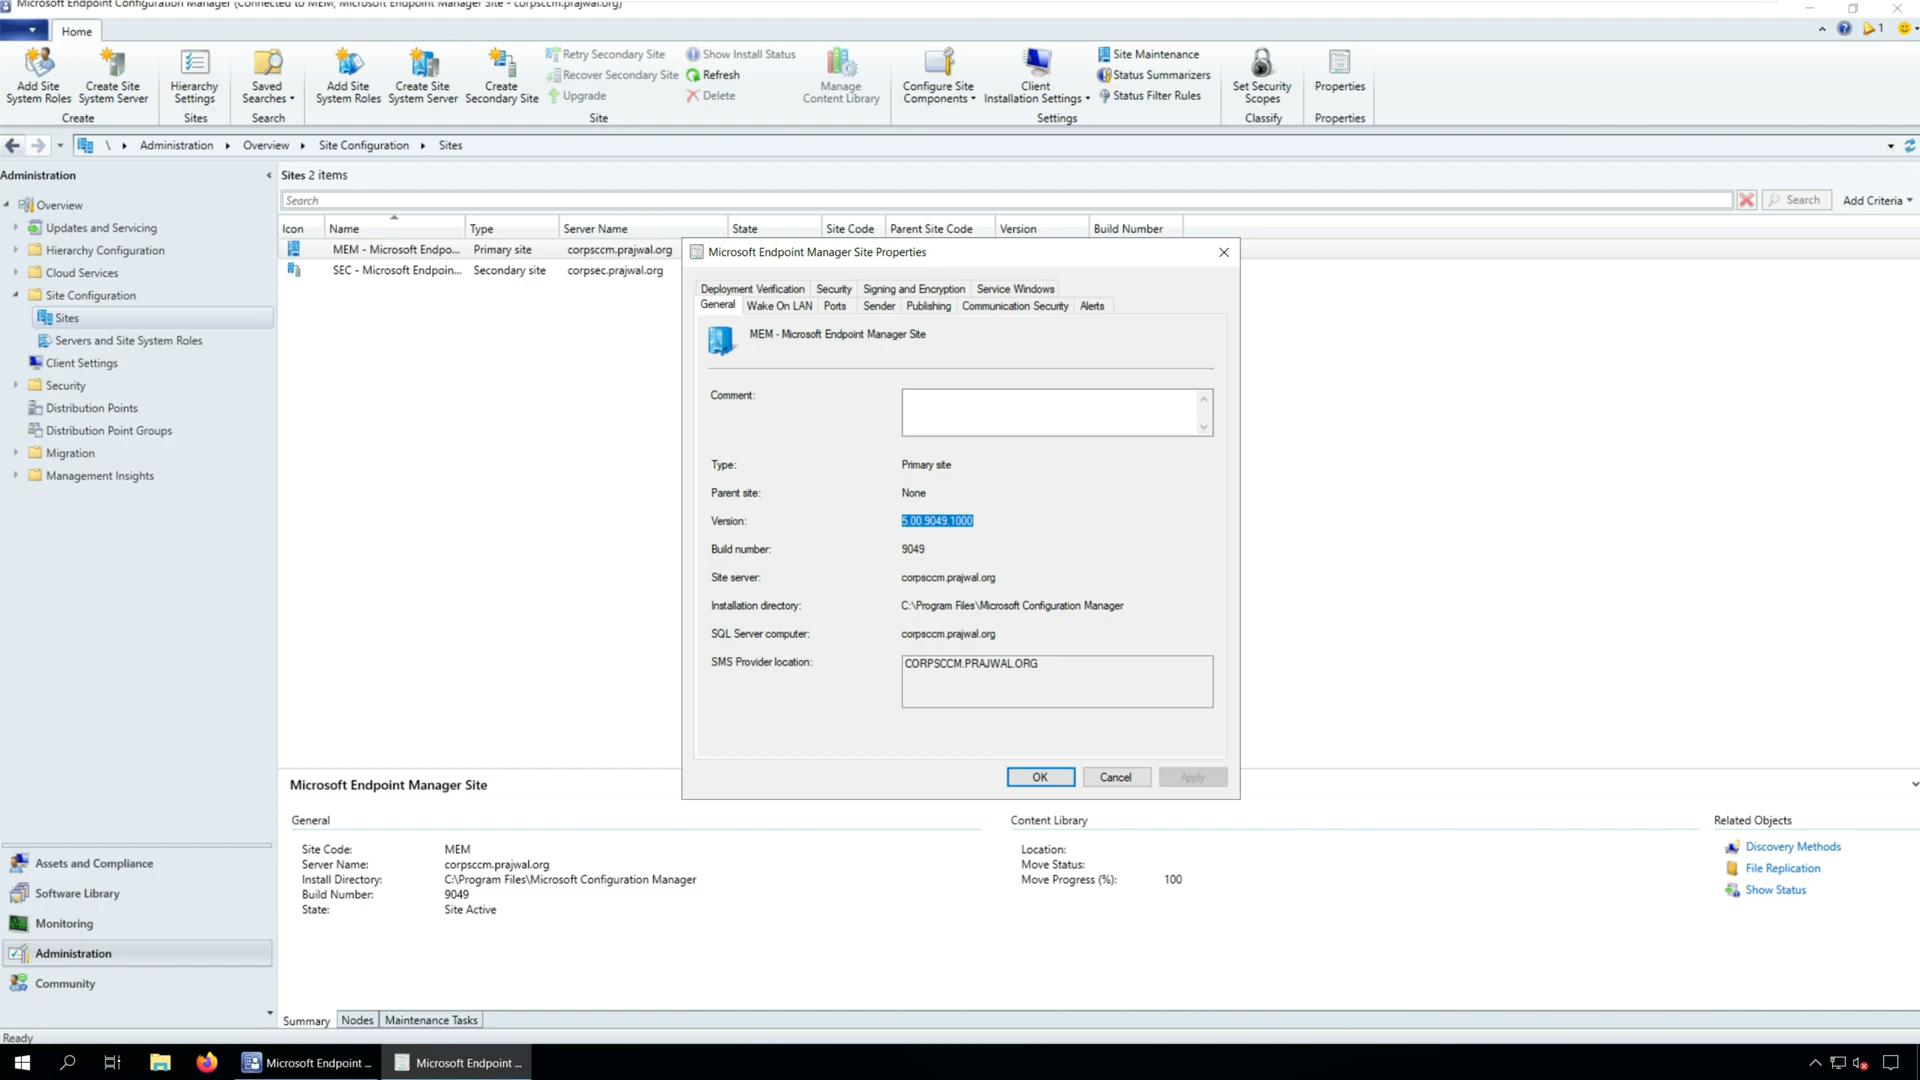 Microsoft Endpoint Configuration Manager (Connected to MEM, Microsoft Endpoint Manager Site - corpsccm.prajwal.org)
Home
1
Add Site System Roles
Create Site System Server
Create
Hierarchy Settings
Sites
Saved Searches
Search
Add Site System Roles
Create Site System Server
Create Secondary Site
Retry Secondary Site
Recover Secondary Site
Upgrade
Show Install Status
Refresh
Delete
Manage Content Library
Site
Configure Site Components
Client Installation Settings
Site Maintenance
Status Summarizers
Status Filter Rules
Settings
Set Security Scopes
Classify
Properties
Properties
\ Administration Overview Site Configuration Sites
Administration
Overview
Updates and Servicing
Hierarchy Configuration
Cloud Services
Site Configuration
Sites
Servers and Site System Roles
Client Settings
Security
Distribution Points
Distribution Point Groups
Migration
Management Insights
Assets and Compliance
Software Library
Monitoring
Administration
Community
Sites 2 items
Search
Search
Add Criteria
Icon Name Type Server Name State Site Code Parent Site Code Version Build Number
MEM - Microsoft Endpo... Primary site corpsccm.prajwal.org
SEC - Microsoft Endpoin... Secondary site corpsec.prajwal.org
Microsoft Endpoint Manager Site Properties
Deployment Verification Security Signing and Encryption Service Windows
General Wake On LAN Ports Sender Publishing Communication Security Alerts
MEM - Microsoft Endpoint Manager Site
Comment:
Type: Primary site
Parent site: None
Version: 5.00.9049.1000
Build number: 9049
Site server: corpsccm.prajwal.org
Installation directory: C:\Program Files\Microsoft Configuration Manager
SQL Server computer: corpsccm.prajwal.org
SMS Provider location: CORPSCCM.PRAJWAL.ORG
OK Cancel Apply
Microsoft Endpoint Manager Site
General
Site Code: MEM
Server Name: corpsccm.prajwal.org
Install Directory: C:\Program Files\Microsoft Configuration Manager
Build Number: 9049
State: Site Active
Content Library
Location:
Move Status:
Move Progress (%): 100
Related Objects
Discovery Methods
File Replication
Show Status
Summary Nodes Maintenance Tasks
Ready
Microsoft Endpoint ...
Microsoft Endpoint ...